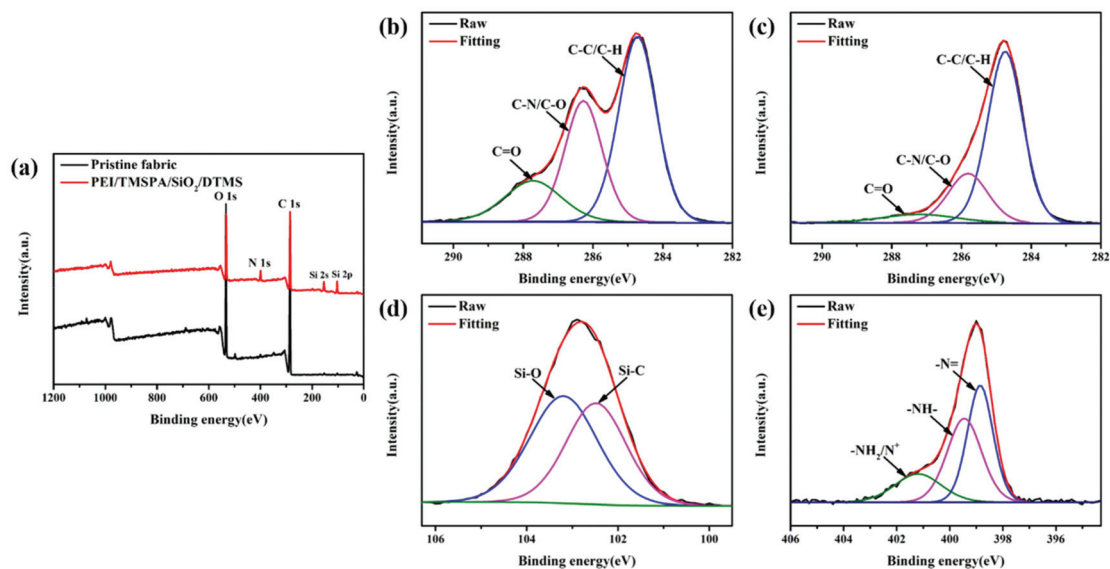 (a)
Pristine fabric
PEI/TMSPA/SiO2/DTMS
O 1s
C 1s
N 1s
Si 2s
Si 2p
Intensity(a.u.)
1200 1000 800 600 400 200 0
Binding energy(eV)
(b)
Raw
Fitting
C-C/C-H
C-N/C-O
C=O
Intensity(a.u.)
290 288 286 284 282
Binding energy(eV)
(c)
Raw
Fitting
C-C/C-H
C-N/C-O
C=O
Intensity(a.u.)
290 288 286 284 282
Binding energy(eV)
(d)
Raw
Fitting
Si-O
Si-C
Intensity(a.u.)
106 104 102 100
Binding energy(eV)
(e)
Raw
Fitting
-N=
-NH-
-NH2/N+
Intensity(a.u.)
406 404 402 400 398 396
Binding energy(eV)